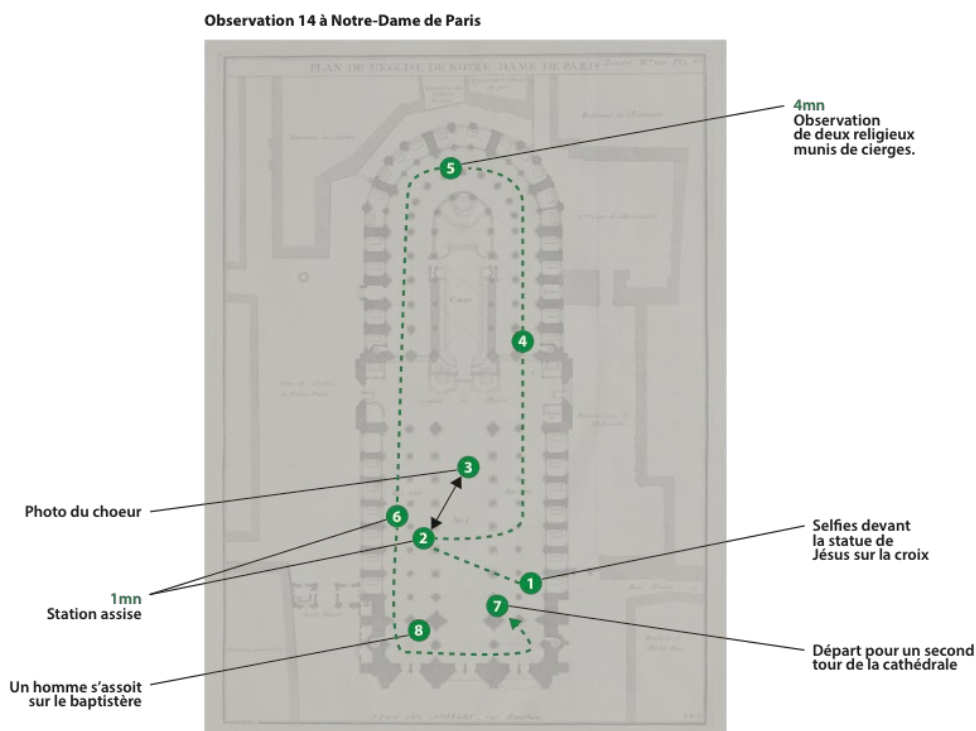 Observation 14 à Notre-Dame de Paris
PLAN DE L'EGLISE DE NOTRE-DAME DE PARIS
4mn
Observation
de deux religieux
munis de cierges.
5
4
3
Photo du choeur
6
2
Selfies devant
la statue de
Jésus sur la croix
1
1mn
Station assise
7
8
Départ pour un second
tour de la cathédrale
Un homme s'assoit
sur le baptistère